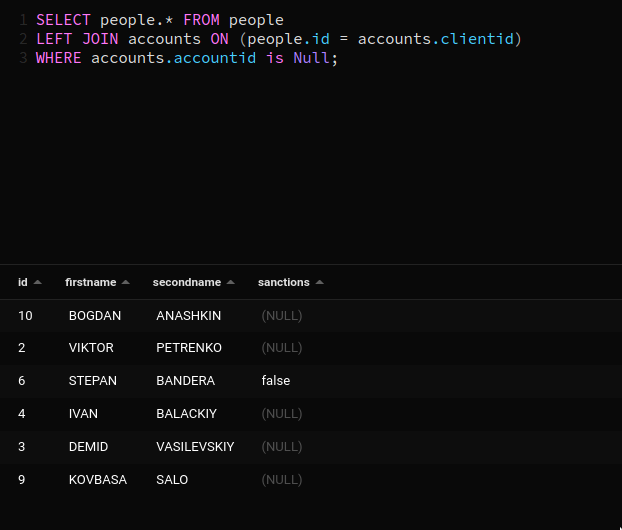 1 SELECT people.* FROM people
2 LEFT JOIN accounts ON (people.id = accounts.clientid)
3 WHERE accounts.accountid is Null;
id firstname secondname sanctions
10 BOGDAN ANASHKIN (NULL)
2 VIKTOR PETRENKO (NULL)
6 STEPAN BANDERA false
4 IVAN BALACKIY (NULL)
3 DEMID VASILEVSKIY (NULL)
9 KOVBASA SALO (NULL)